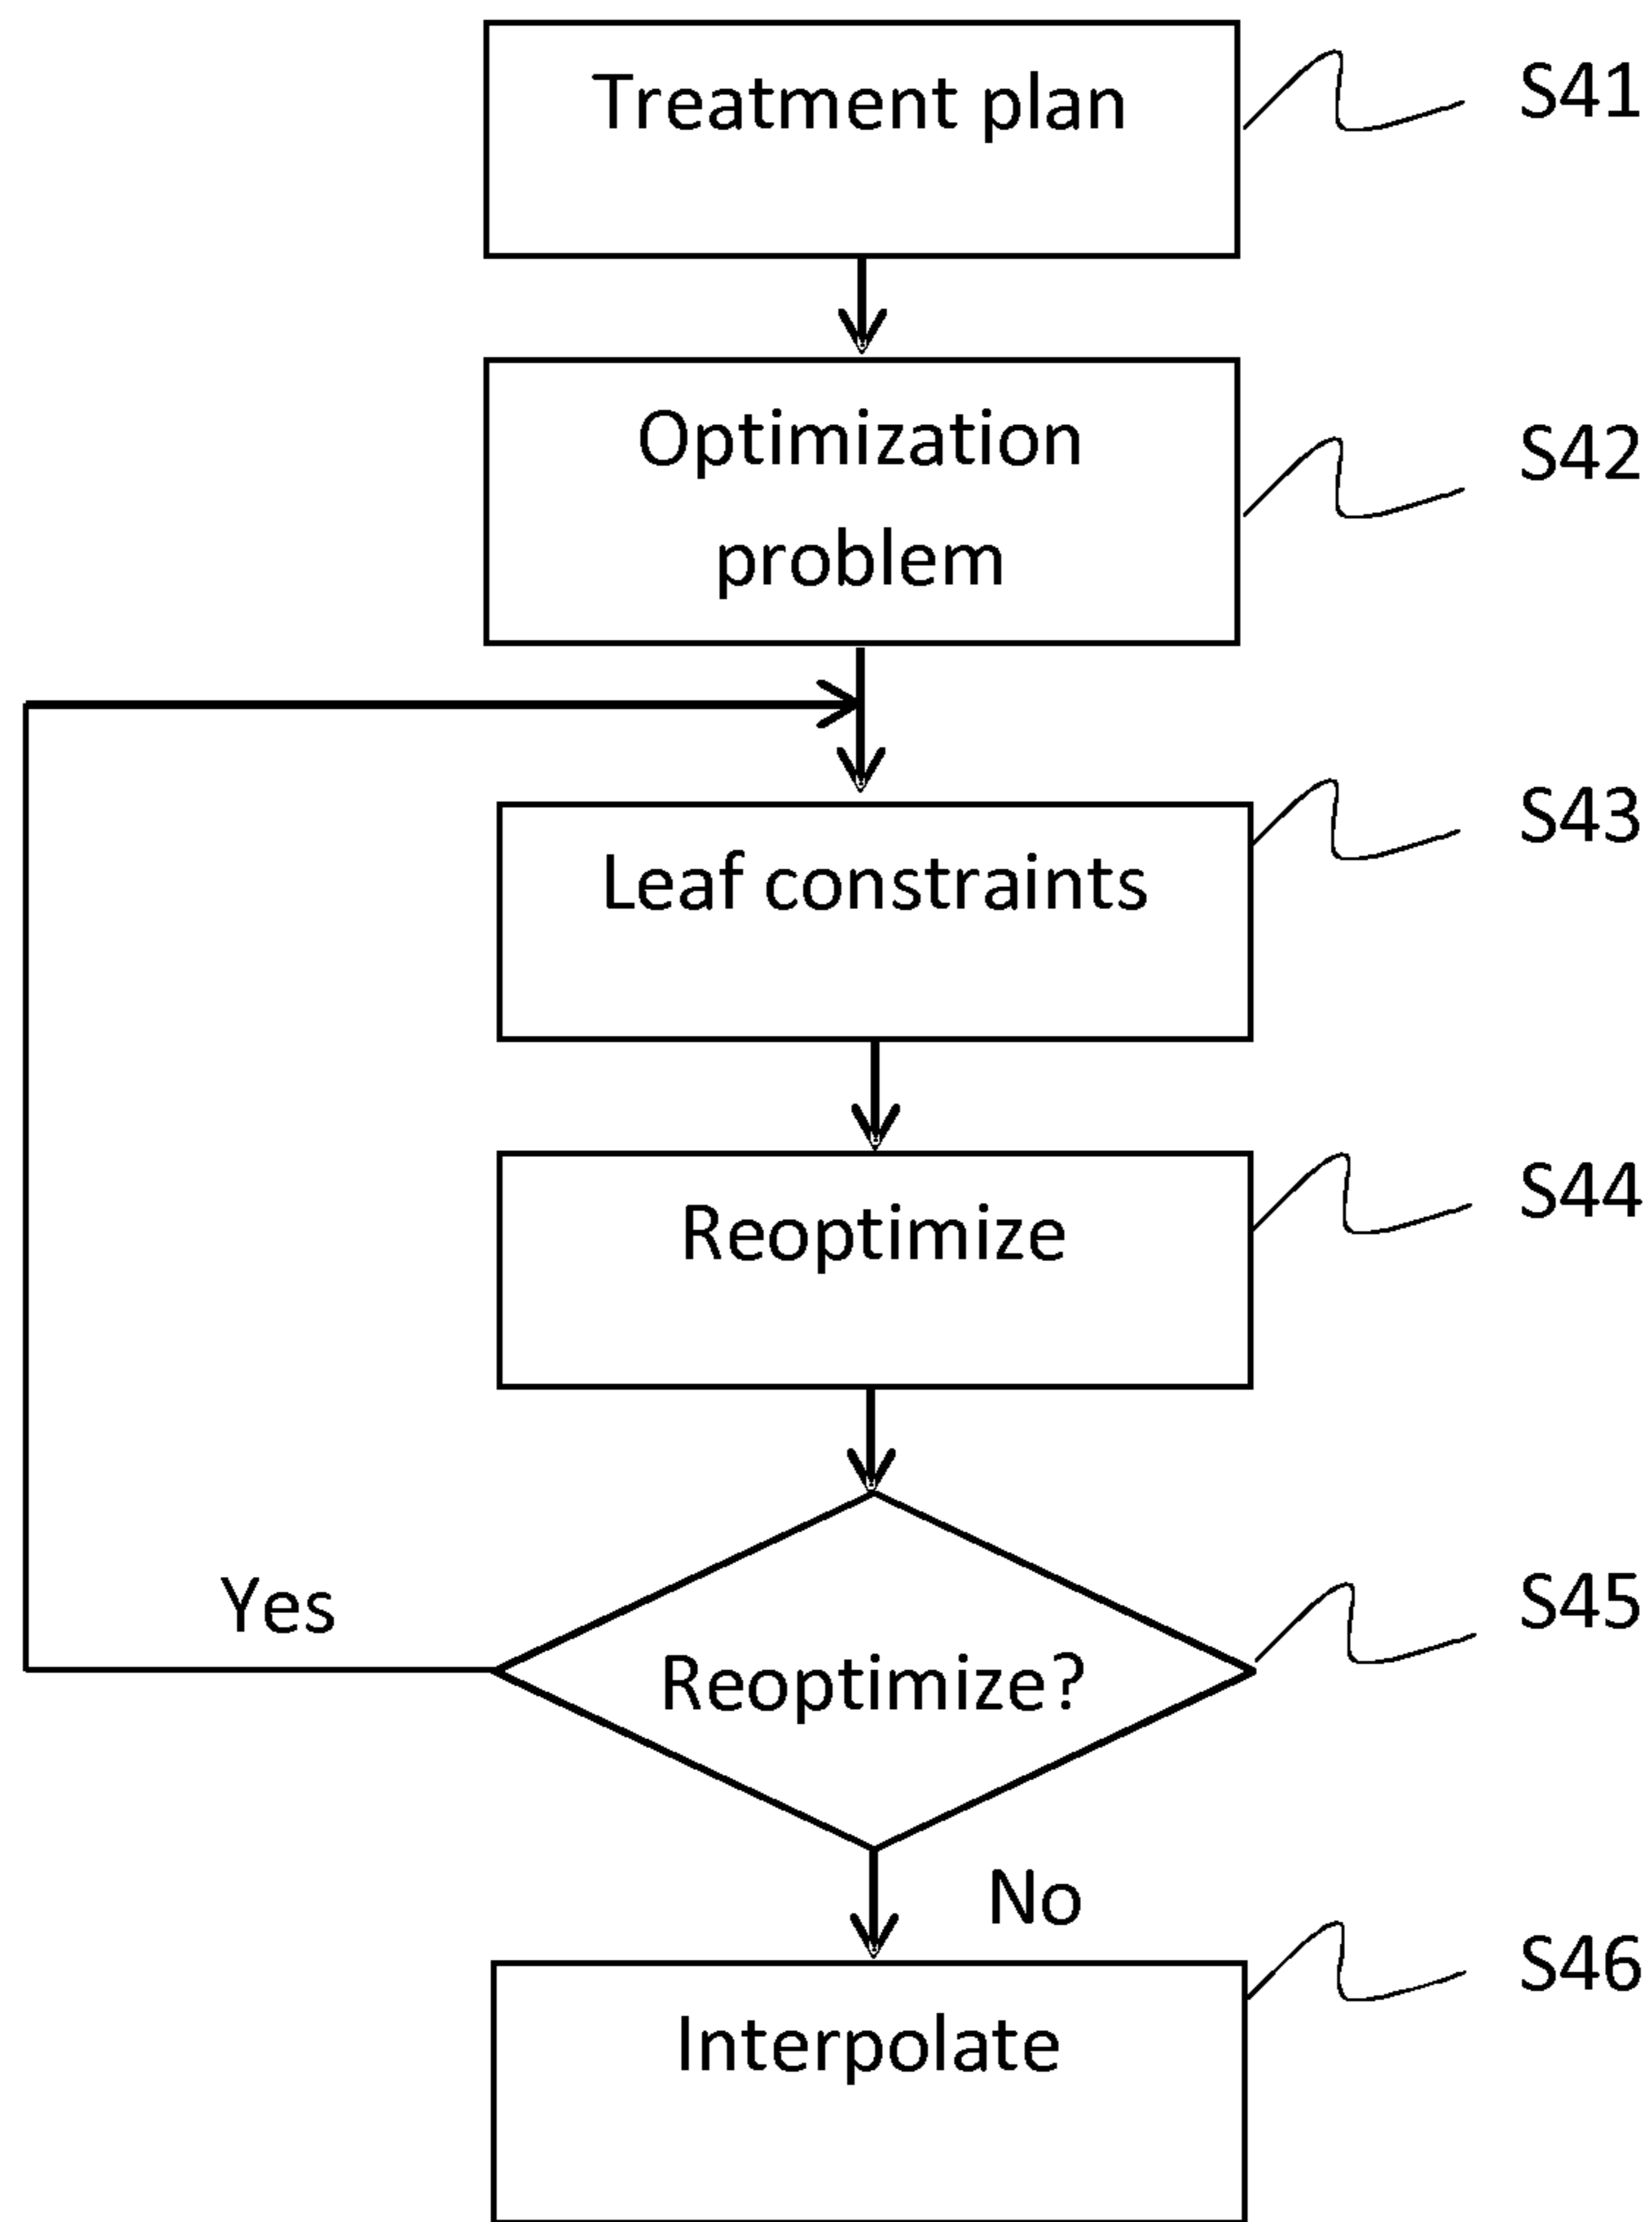 Treatment plan
S41
Optimization
problem
S42
Leaf constraints
S43
Reoptimize
S44
Yes
Reoptimize?
S45
No
Interpolate
S46